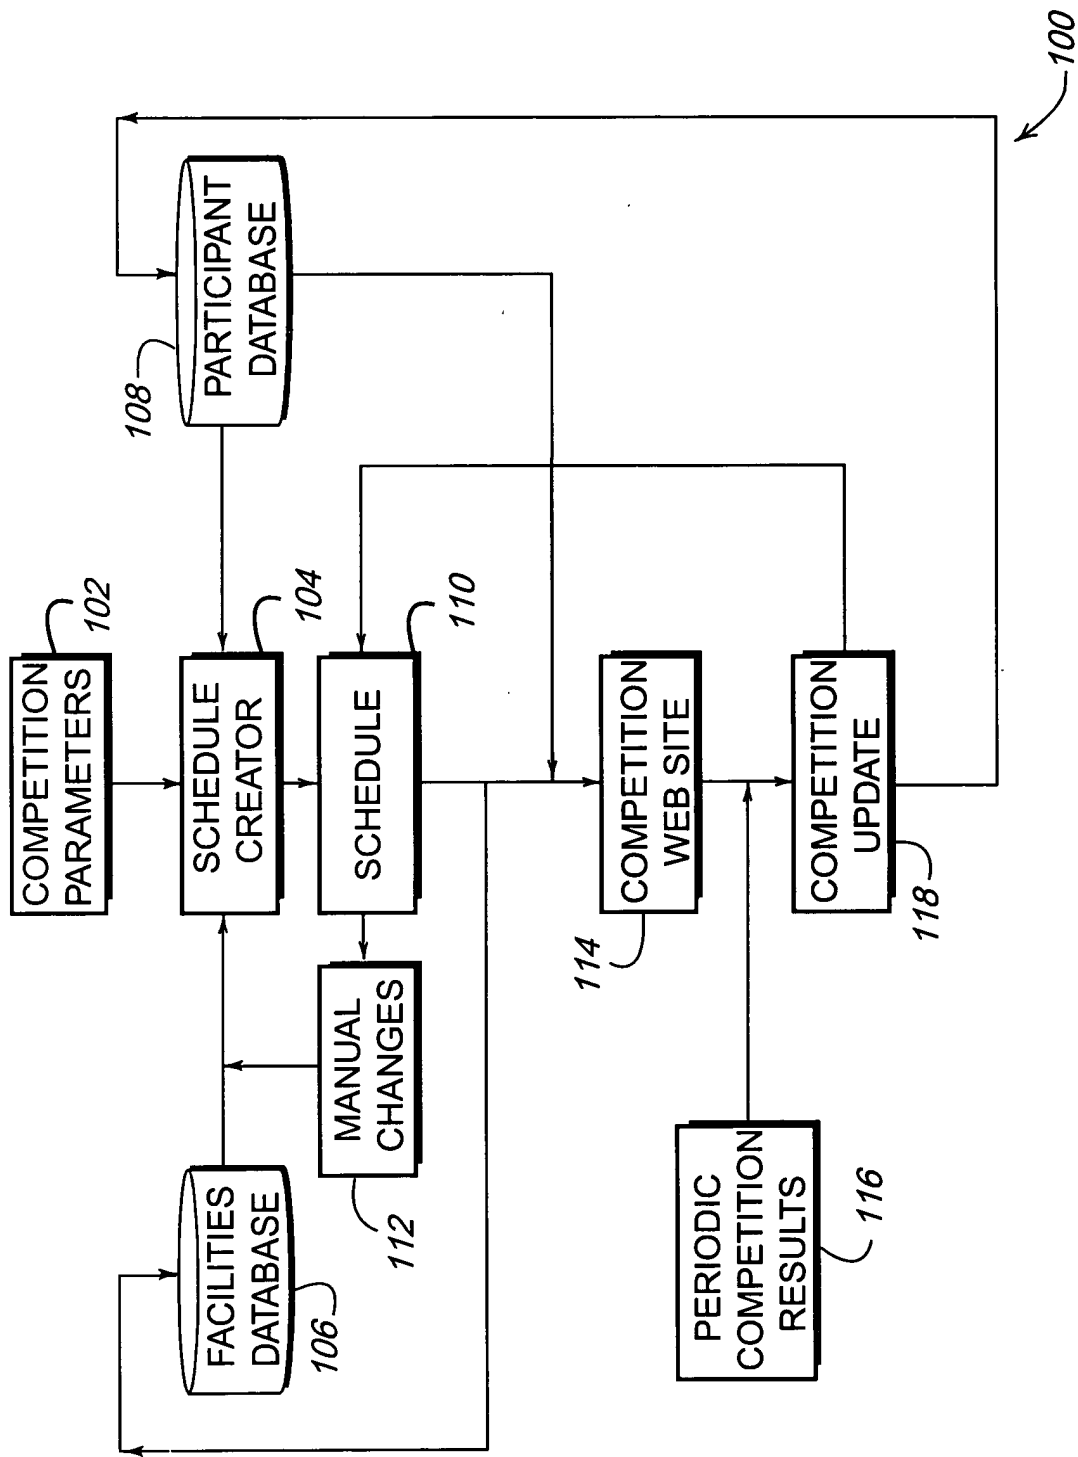 100
COMPETITION
PARAMETERS
102
SCHEDULE
CREATOR
104
FACILITIES
DATABASE
106
PARTICIPANT
DATABASE
108
SCHEDULE
110
MANUAL
CHANGES
112
COMPETITION
WEB SITE
114
PERIODIC
COMPETITION
RESULTS
116
COMPETITION
UPDATE
118